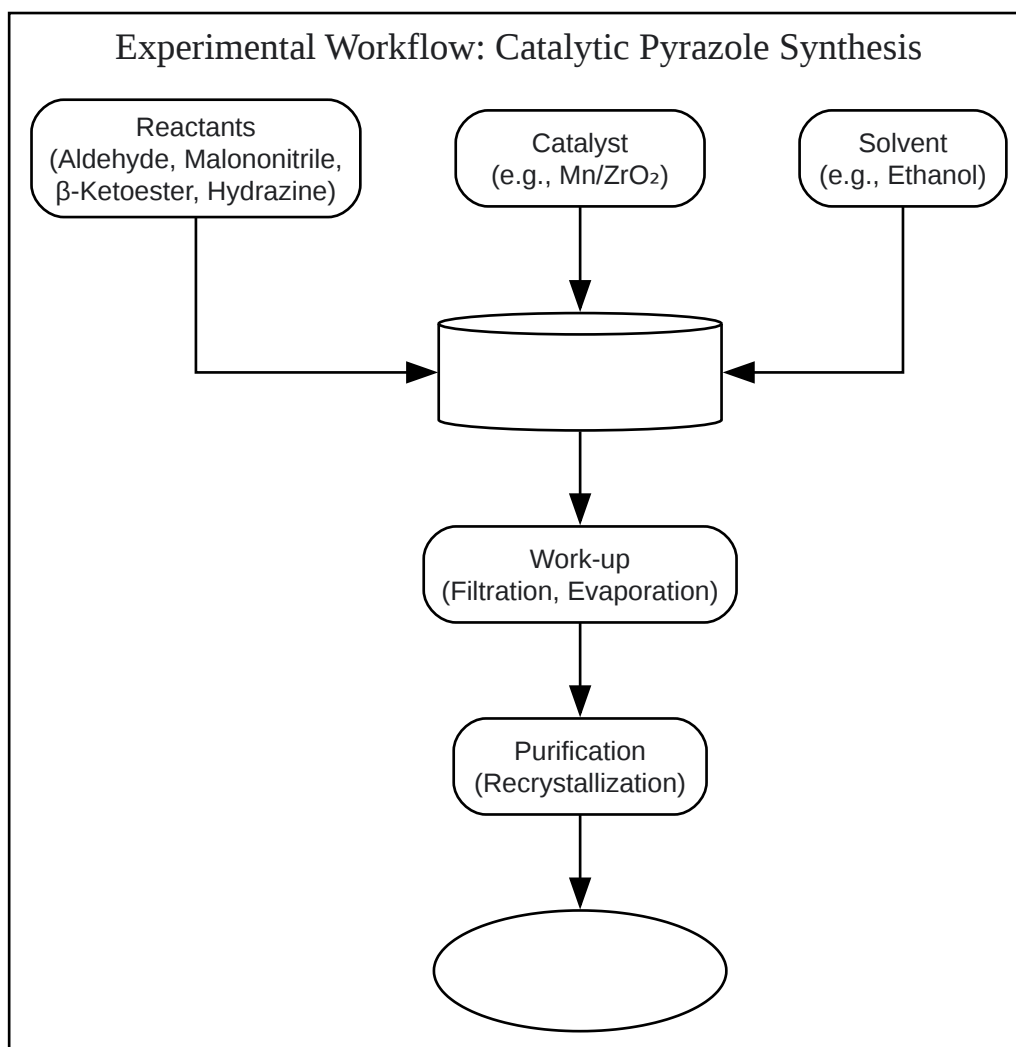 Experimental Workflow: Catalytic Pyrazole Synthesis
Reactants
(Aldehyde, Malononitrile,
β-Ketoester, Hydrazine)
Catalyst
(e.g., Mn/ZrO₂)
Solvent
(e.g., Ethanol)
Work-up
(Filtration, Evaporation)
Purification
(Recrystallization)